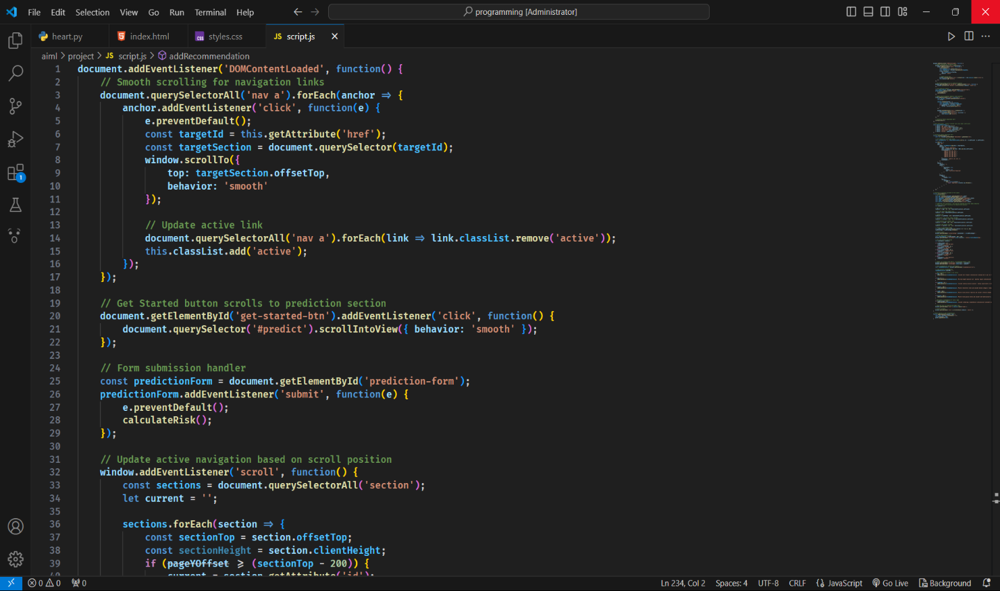 File Edit Selection View Go Run Terminal Help
programming [Administrator]
heart.py
index.html
styles.css
JS script.js
aiml > project > JS script.js > addRecommendation
1 document.addEventListener('DOMContentLoaded', function() {
2 // Smooth scrolling for navigation links
3 document.querySelectorAll('nav a').forEach(anchor => {
4 anchor.addEventListener('click', function(e) {
5 e.preventDefault();
6 const targetId = this.getAttribute('href');
7 const targetSection = document.querySelector(targetId);
8 window.scrollTo({
9 top: targetSection.offsetTop,
10 behavior: 'smooth'
11 });
12
13 // Update active link
14 document.querySelectorAll('nav a').forEach(link => link.classList.remove('active'));
15 this.classList.add('active');
16 });
17 });
18
19 // Get Started button scrolls to prediction section
20 document.getElementById('get-started-btn').addEventListener('click', function() {
21 document.querySelector('#predict').scrollIntoView({ behavior: 'smooth' });
22 });
23
24 // Form submission handler
25 const predictionForm = document.getElementById('prediction-form');
26 predictionForm.addEventListener('submit', function(e) {
27 e.preventDefault();
28 calculateRisk();
29 });
30
31 // Update active navigation based on scroll position
32 window.addEventListener('scroll', function() {
33 const sections = document.querySelectorAll('section');
34 let current = '';
35
36 sections.forEach(section => {
37 const sectionTop = section.offsetTop;
38 const sectionHeight = section.clientHeight;
39 if (pageYOffset >= (sectionTop - 200)) {
40 current = section.getAttribute('id');
1
0 0 0
Ln 234, Col 2 Spaces: 4 UTF-8 CRLF {} JavaScript Go Live Background